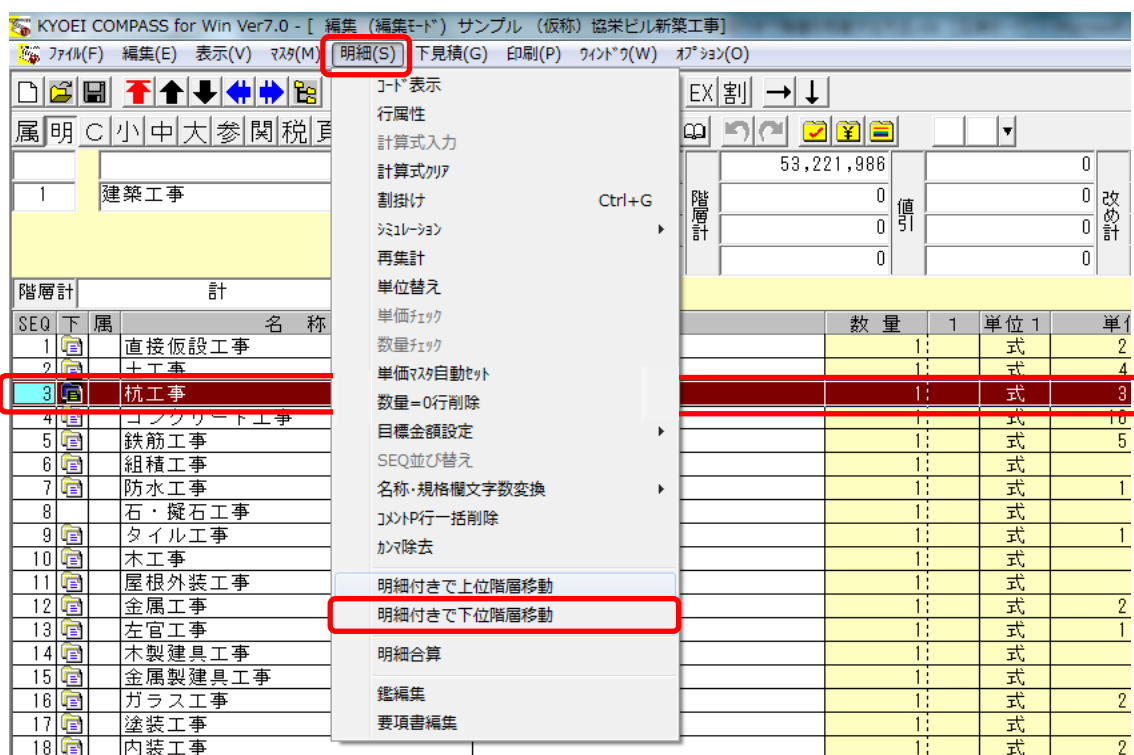 KYOEI COMPASS for Win Ver7.0 - [ 編集 (編集ﾓｰﾄﾞ) サンプル (仮称) 協栄ビル新築工事]
ﾌｧｲﾙ(F) 編集(E) 表示(V) ﾏｽﾀ(M) 明細(S) 下見積(G) 印刷(P) ｳｨﾝﾄﾞｳ(W) ｵﾌﾟｼｮﾝ(O)
EX 割
属 明 C 小 中 大 参 関 税
53,221,986 0
1 建築工事 0 0
階層計 値引 改め計
0 0
0 0
階層計 計
SEQ 下 属 名 称 数 量 1 単位 1
1 直接仮設工事 1 式 2
2 土工事 1 式 4
3 杭工事 1 式 3
4 コンクリート工事 1 式 10
5 鉄筋工事 1 式 5
6 組積工事 1 式
7 防水工事 1 式 1
8 石・擬石工事 1 式
9 タイル工事 1 式 1
10 木工事 1 式
11 屋根外装工事 1 式
12 金属工事 1 式 2
13 左官工事 1 式 1
14 木製建具工事 1 式
15 金属製建具工事 1 式
16 ガラス工事 1 式 2
17 塗装工事 1 式
18 内装工事 1 式 2
ｺｰﾄﾞ表示
行属性
計算式入力
計算式ｸﾘｱ
割掛け Ctrl+G
ｼﾐｭﾚｰｼｮﾝ
再集計
単位替え
単価ﾁｪｯｸ
数量ﾁｪｯｸ
単価ﾏｽﾀ自動ｾｯﾄ
数量=0行削除
目標金額設定
SEQ並び替え
名称･規格欄文字数変換
ｺﾒﾝﾄP行一括削除
ｶﾝﾏ除去
明細付きで上位階層移動
明細付きで下位階層移動
明細合算
鑑編集
要項書編集